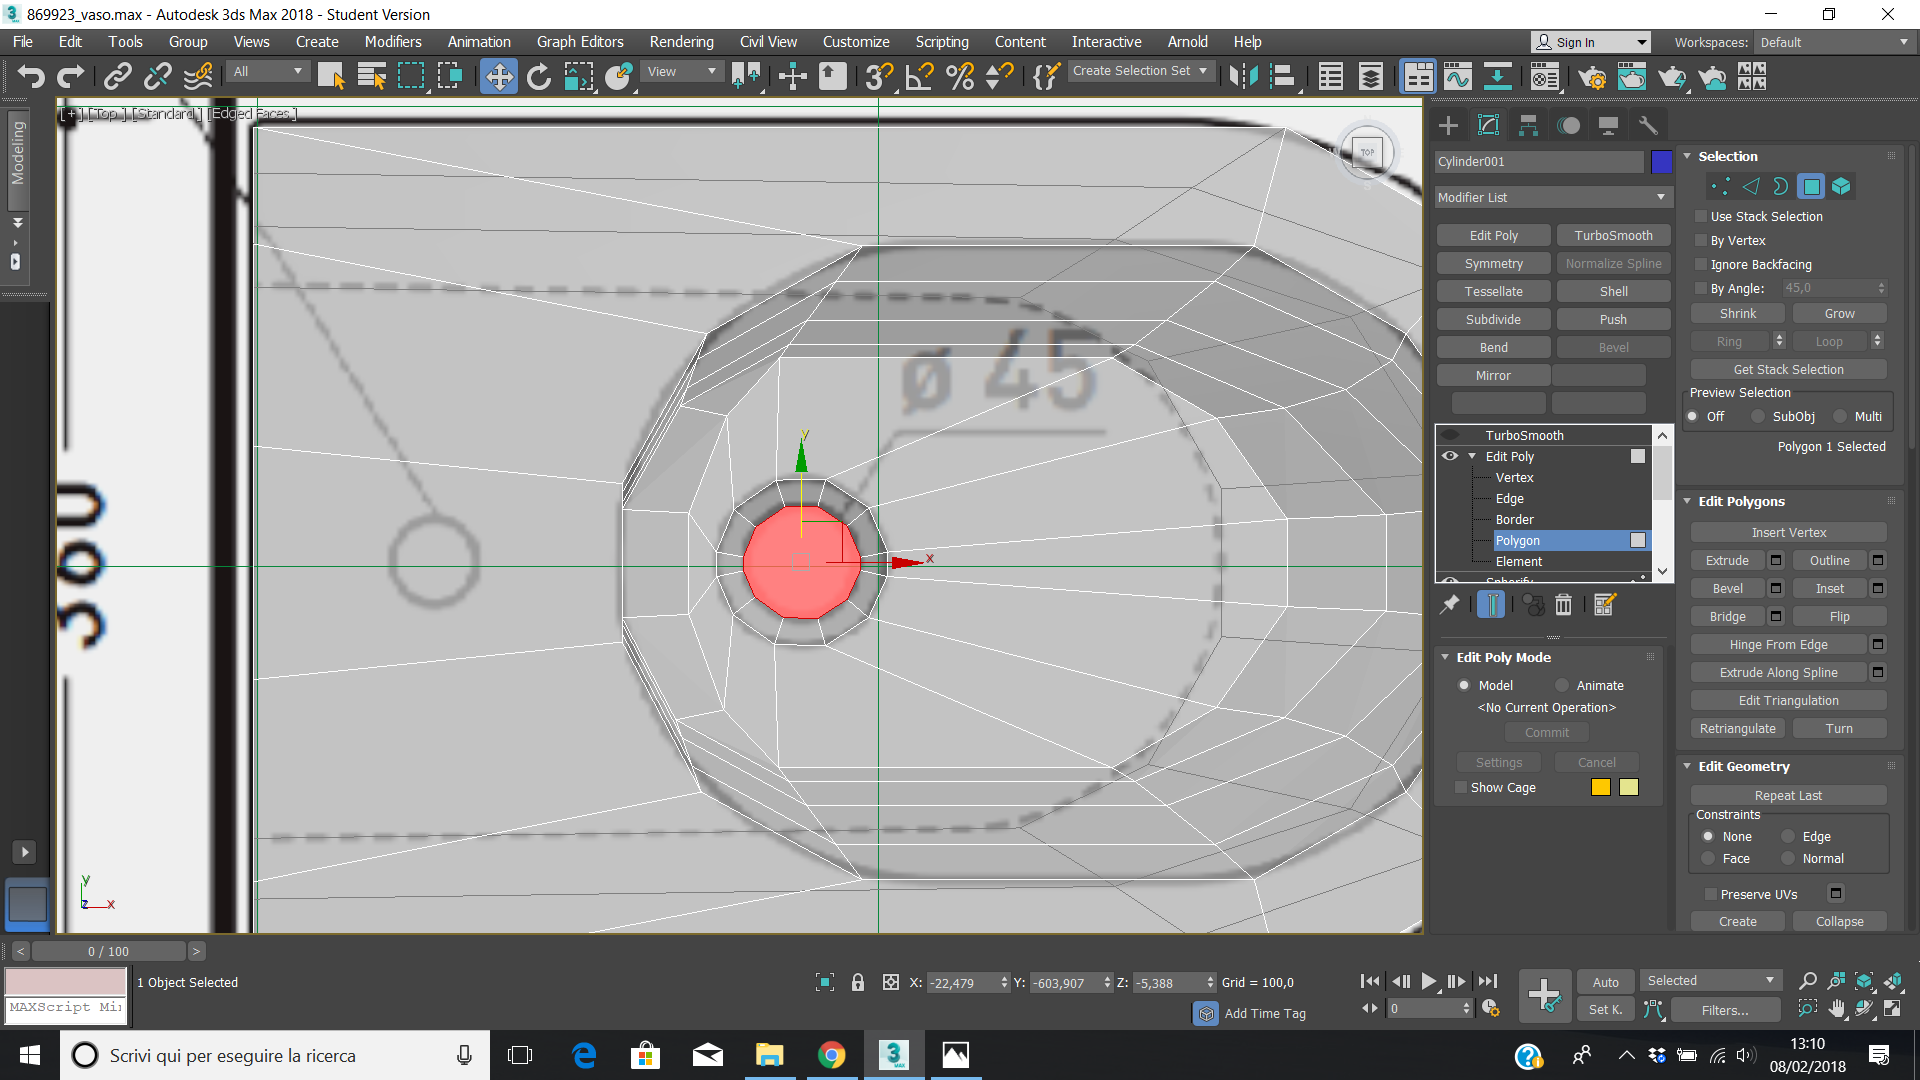 869923_vaso.max - Autodesk 3ds Max 2018 - Student Version
File Edit Tools Group Views Create Modifiers Animation Graph Editors Rendering Civil View Customize Scripting Content Interactive Arnold Help
Sign In Workspaces: Default
All View Create Selection Set
[+] [Top ] [Standard ] [Edged Faces ]
Modeling
TOP
S
ø 45
360
y
x
y
z x
Cylinder001
Modifier List
Edit Poly TurboSmooth
Symmetry Normalize Spline
Tessellate Shell
Subdivide Push
Bend Bevel
Mirror
TurboSmooth
Edit Poly
Vertex
Edge
Border
Polygon
Element
Spherify
Edit Poly Mode
Model Animate
<No Current Operation>
Commit
Settings Cancel
Show Cage
Selection
Use Stack Selection
By Vertex
Ignore Backfacing
By Angle: 45,0
Shrink Grow
Ring Loop
Get Stack Selection
Preview Selection
Off SubObj Multi
Polygon 1 Selected
Edit Polygons
Insert Vertex
Extrude Outline
Bevel Inset
Bridge Flip
Hinge From Edge
Extrude Along Spline
Edit Triangulation
Retriangulate Turn
Edit Geometry
Repeat Last
Constraints
None Edge
Face Normal
Preserve UVs
Create Collapse
< 0 / 100 >
1 Object Selected
MAXScript Mi
X: -22,479 Y: -603,907 Z: -5,388 Grid = 100,0
Add Time Tag
0
Auto Selected
Set K. Filters...
Scrivi qui per eseguire la ricerca
3
MAX
13:10
08/02/2018